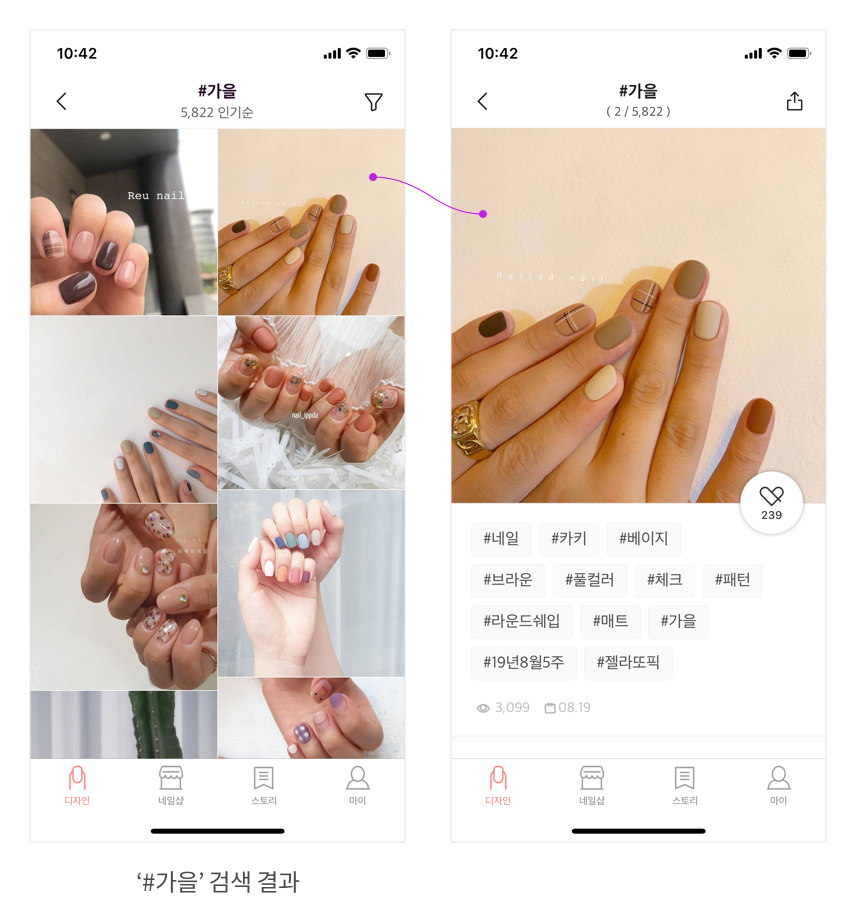 10:42
#가을
5,822 인기순
Reu nail
nail_ippda
디자인
네일샵
스토리
마이
‘#가을’ 검색 결과
10:42
#가을
( 2 / 5,822 )
239
#네일 #카키 #베이지
#브라운 #풀컬러 #체크 #패턴
#라운드쉐입 #매트 #가을
#19년8월5주 #젤라또픽
3,099 08.19
디자인
네일샵
스토리
마이